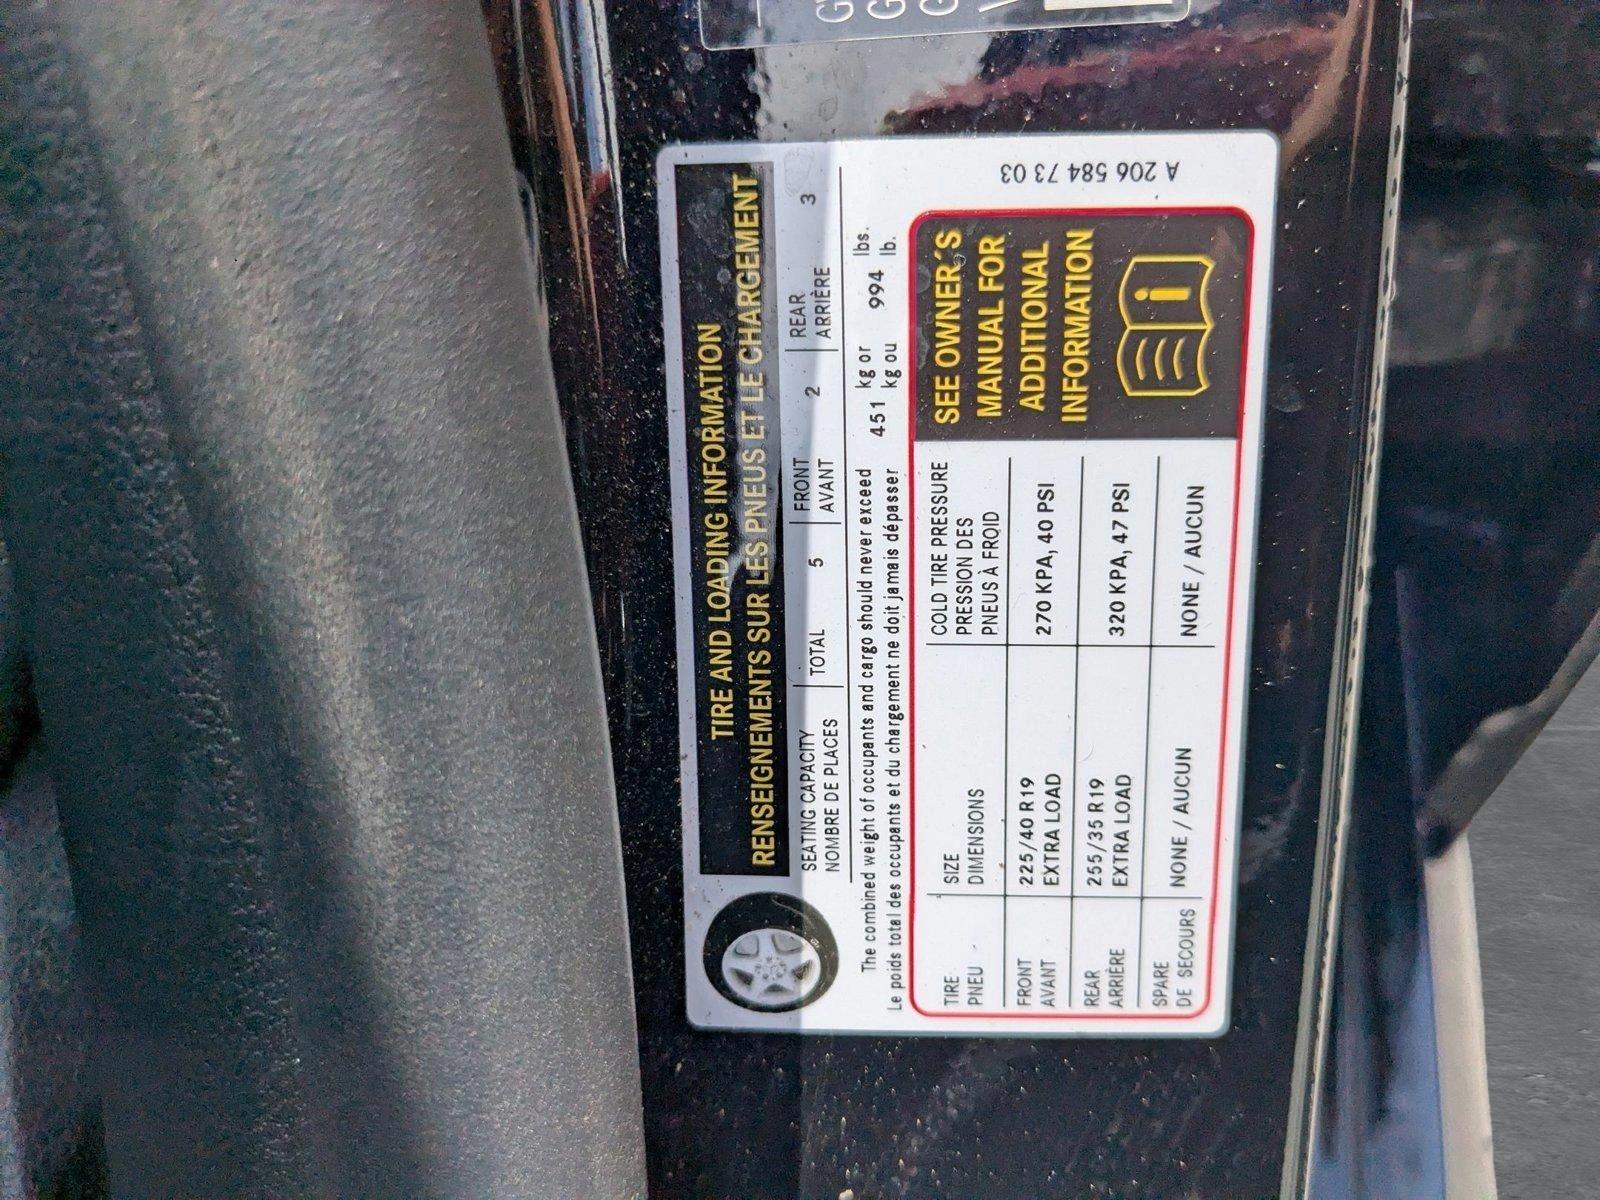 TIRE AND LOADING INFORMATION
RENSEIGNEMENTS SUR LES PNEUS ET LE CHARGEMENT
SEATING CAPACITY
NOMBRE DE PLACES
TOTAL 5
FRONT
AVANT
2
REAR
ARRIÈRE
3
The combined weight of occupants and cargo should never exceed 451 kg or 994 lbs.
Le poids total des occupants et du chargement ne doit jamais dépasser kg ou lb.
TIRE
PNEU
SIZE
DIMENSIONS
COLD TIRE PRESSURE
PRESSION DES
PNEUS À FROID
FRONT
AVANT
225/40 R19
EXTRA LOAD
270 KPA, 40 PSI
REAR
ARRIÈRE
255/35 R19
EXTRA LOAD
320 KPA, 47 PSI
SPARE
DE SECOURS
NONE / AUCUN
NONE / AUCUN
SEE OWNER'S
MANUAL FOR
ADDITIONAL
INFORMATION
A 206 584 73 03